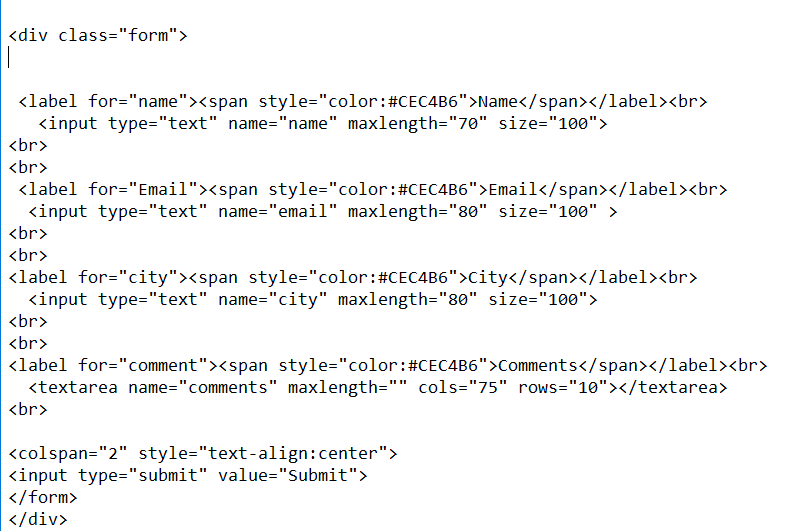 <div class="form">
<label for="name"><span style="color:#CEC4B6">Name</span></label><br>
<input type="text" name="name" maxlength="70" size="100">
<br>
<br>
<label for="Email"><span style="color:#CEC4B6">Email</span></label><br>
<input type="text" name="email" maxlength="80" size="100" >
<br>
<br>
<label for="city"><span style="color:#CEC4B6">City</span></label><br>
<input type="text" name="city" maxlength="80" size="100">
<br>
<br>
<label for="comment"><span style="color:#CEC4B6">Comments</span></label><br>
<textarea name="comments" maxlength="" cols="75" rows="10"></textarea>
<br>
<colspan="2" style="text-align:center">
<input type="submit" value="Submit">
</form>
</div>